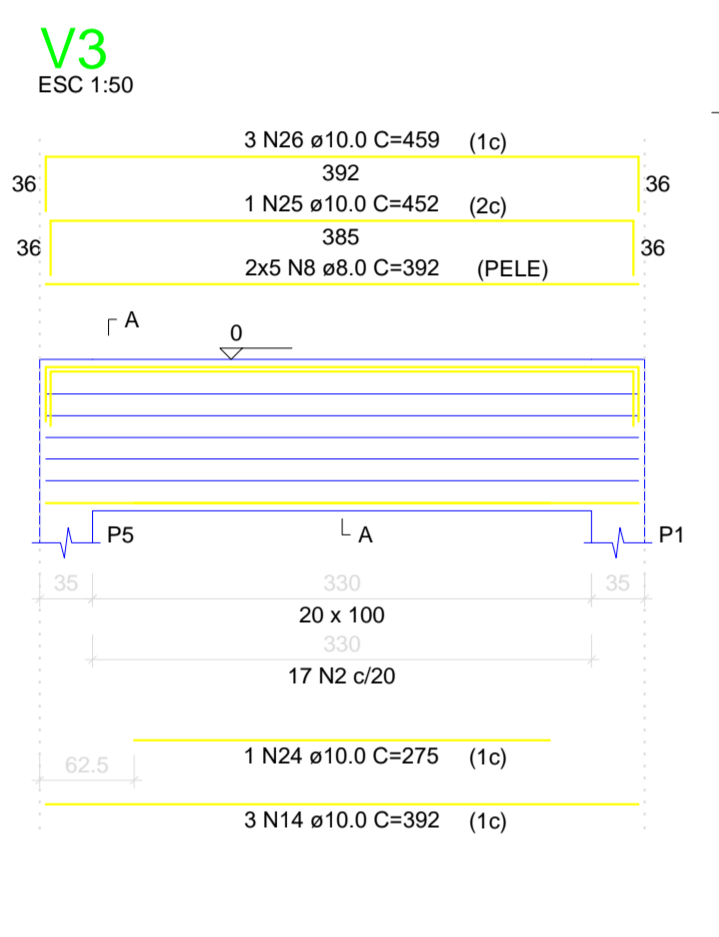 V3
ESC 1:50
3 N26 ø10.0 C=459 (1c)
36 392 36
1 N25 ø10.0 C=452 (2c)
36 385 36
2x5 N8 ø8.0 C=392 (PELE)
A
0
P5 A P1
35 330 35
20 x 100
330
17 N2 c/20
1 N24 ø10.0 C=275 (1c)
62.5
3 N14 ø10.0 C=392 (1c)